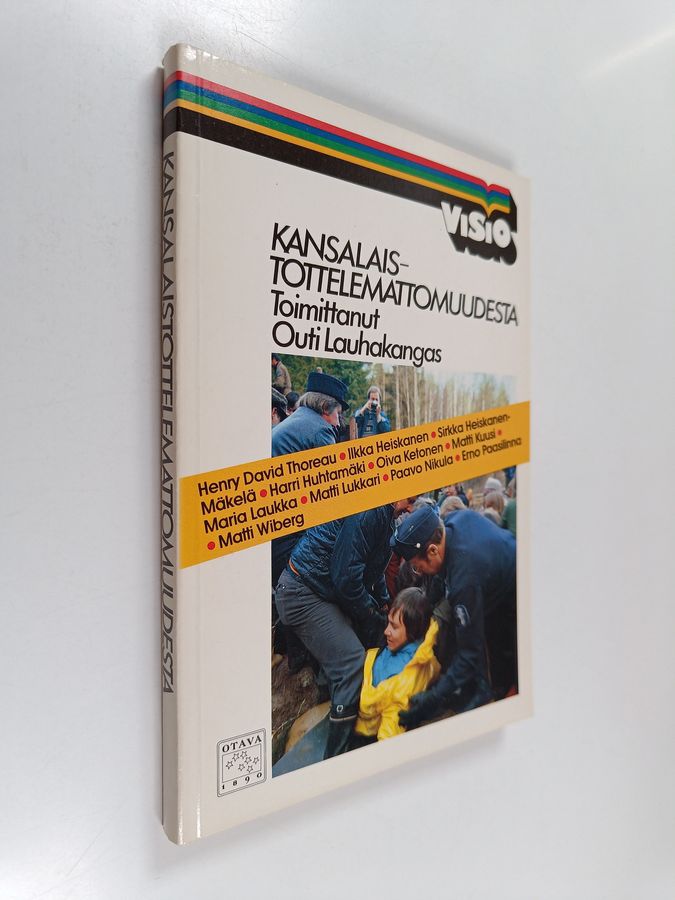 VISIO
KANSALAIS-
TOTTELEMATTOMUUDESTA
Toimittanut
Outi Lauhakangas
Henry David Thoreau • Ilkka Heiskanen • Sirkka Heiskanen-
Mäkelä • Harri Huhtamäki • Oiva Ketonen • Matti Kuusi •
Maria Laukka • Matti Lukkari • Paavo Nikula • Erno Paasilinna
• Matti Wiberg
OTAVA
1890
KANSALAISTOTTELEMATTOMUUDESTA